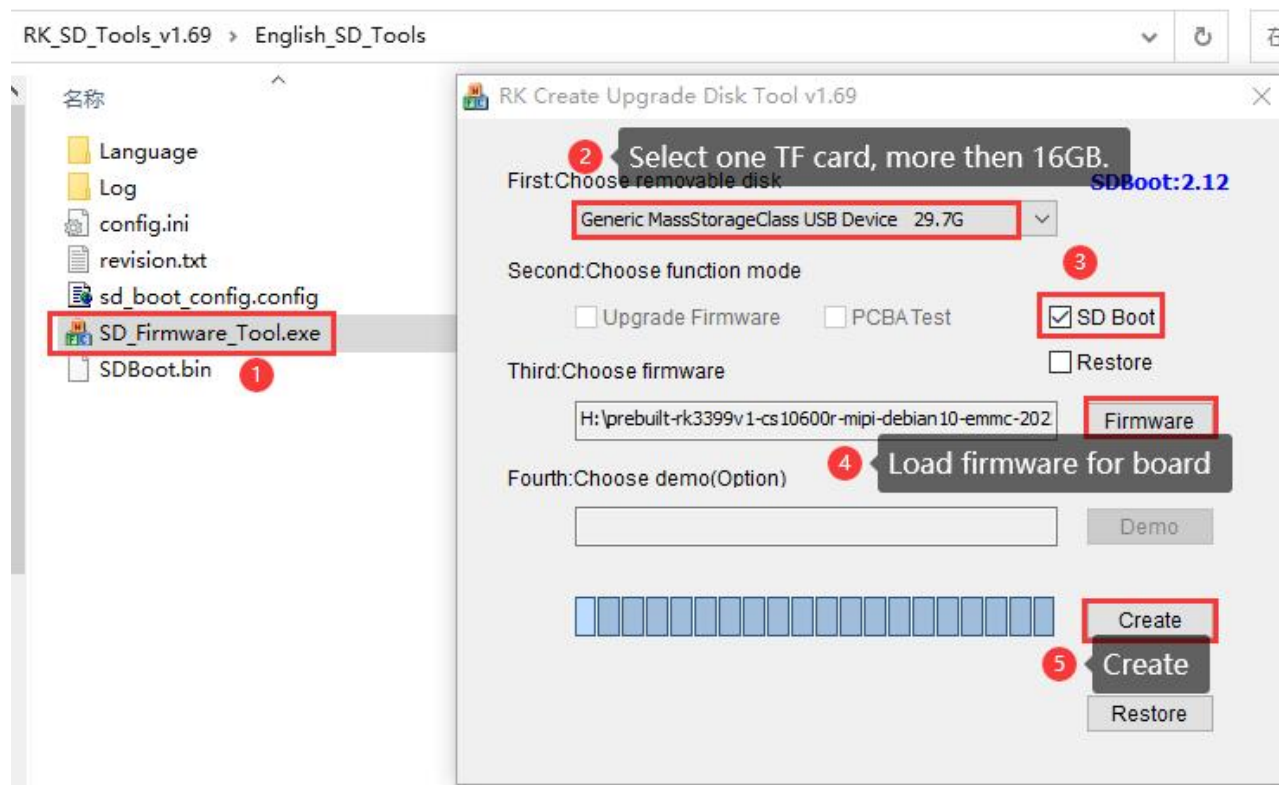 RK_SD_Tools_v1.69 > English_SD_Tools
在
名称
Language
Log
config.ini
revision.txt
sd_boot_config.config
SD_Firmware_Tool.exe
SDBoot.bin
1
RK Create Upgrade Disk Tool v1.69
2 Select one TF card, more then 16GB.
First:Choose removable disk
SDBoot:2.12
Generic MassStorageClass USB Device 29.7G
Second:Choose function mode
3
Upgrade Firmware PCBA Test SD Boot
Restore
Third:Choose firmware
H:\prebuilt-rk3399v1-cs10600r-mipi-debian10-emmc-202
Firmware
4 Load firmware for board
Fourth:Choose demo(Option)
Demo
Create
5 Create
Restore